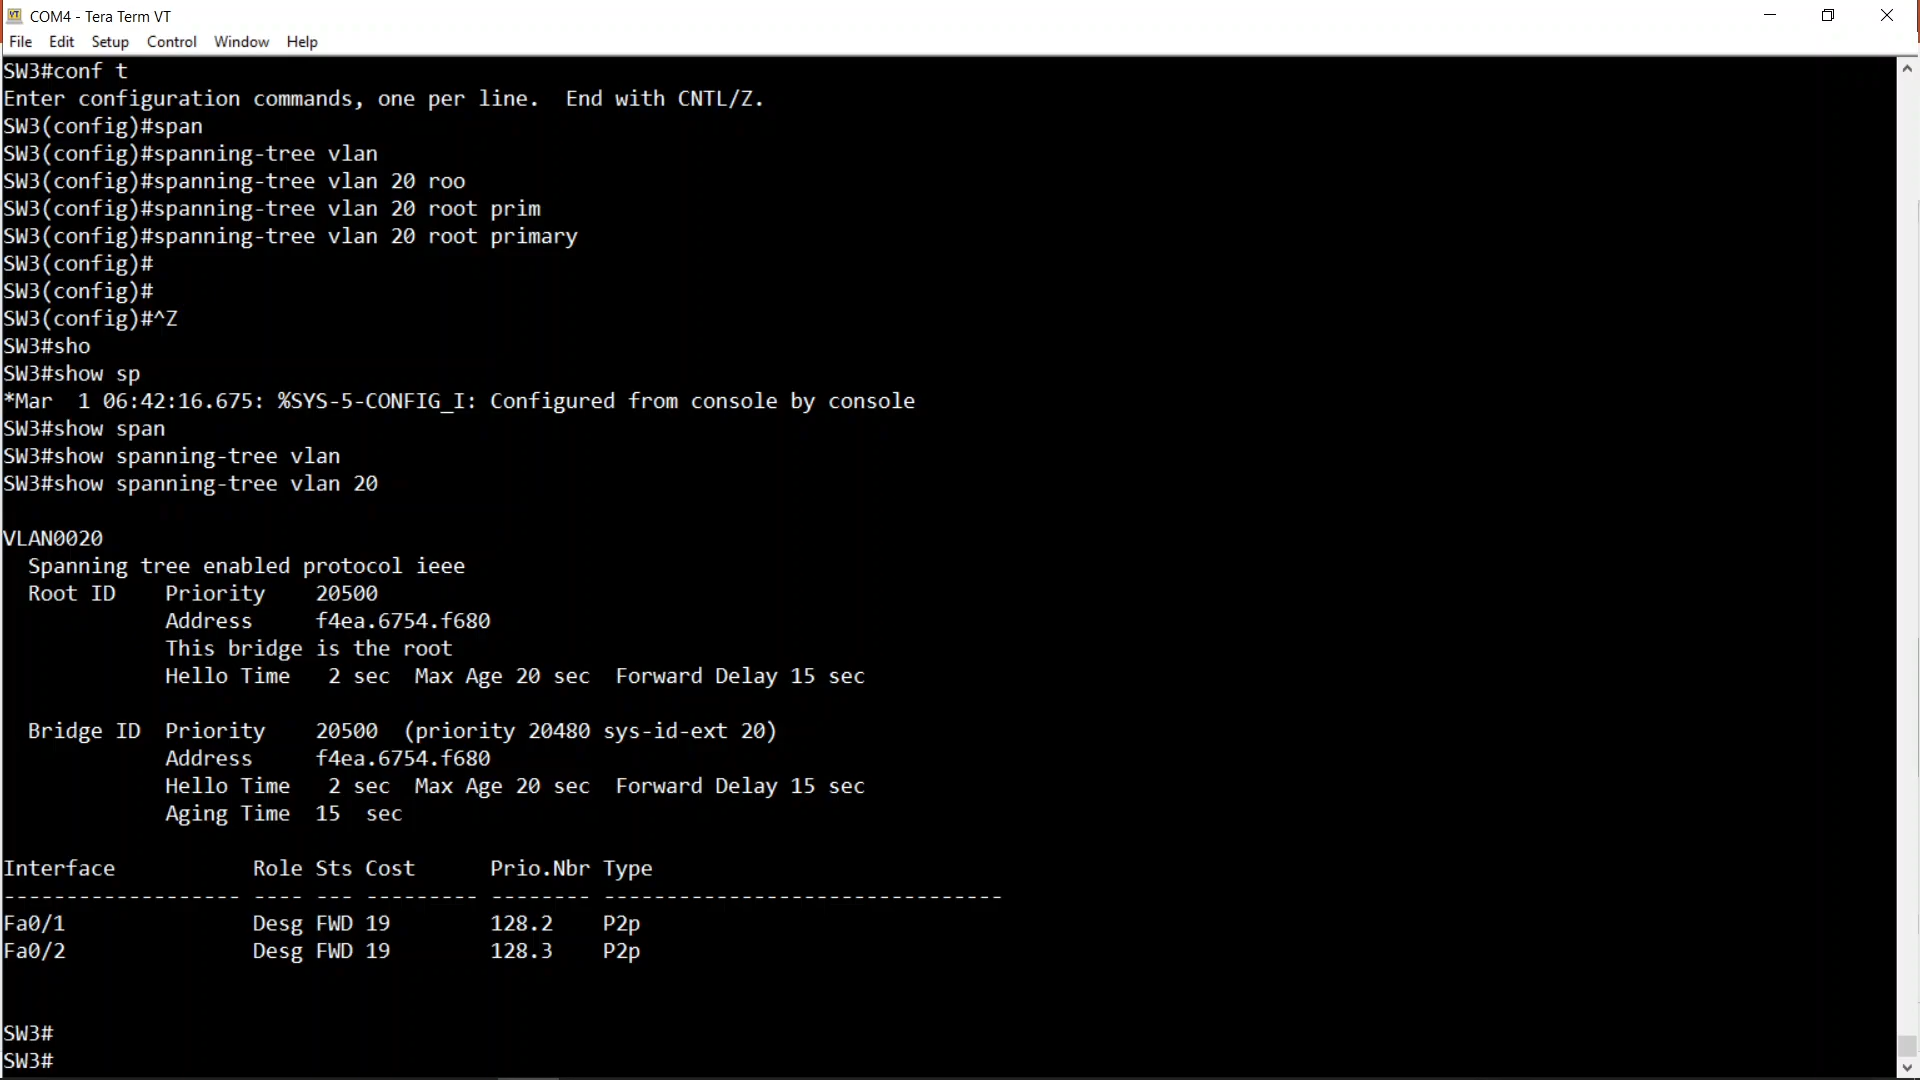 COM4 - Tera Term VT
File Edit Setup Control Window Help
SW3#conf t
Enter configuration commands, one per line.  End with CNTL/Z.
SW3(config)#span
SW3(config)#spanning-tree vlan
SW3(config)#spanning-tree vlan 20 roo
SW3(config)#spanning-tree vlan 20 root prim
SW3(config)#spanning-tree vlan 20 root primary
SW3(config)#
SW3(config)#
SW3(config)#^Z
SW3#sho
SW3#show sp
*Mar  1 06:42:16.675: %SYS-5-CONFIG_I: Configured from console by console
SW3#show span
SW3#show spanning-tree vlan
SW3#show spanning-tree vlan 20
VLAN0020
  Spanning tree enabled protocol ieee
  Root ID    Priority    20500
             Address     f4ea.6754.f680
             This bridge is the root
             Hello Time   2 sec  Max Age 20 sec  Forward Delay 15 sec
  Bridge ID  Priority    20500  (priority 20480 sys-id-ext 20)
             Address     f4ea.6754.f680
             Hello Time   2 sec  Max Age 20 sec  Forward Delay 15 sec
             Aging Time  15  sec
Interface           Role Sts Cost      Prio.Nbr Type
------------------- ---- --- --------- -------- --------------------------------
Fa0/1               Desg FWD 19        128.2    P2p
Fa0/2               Desg FWD 19        128.3    P2p
SW3#
SW3#